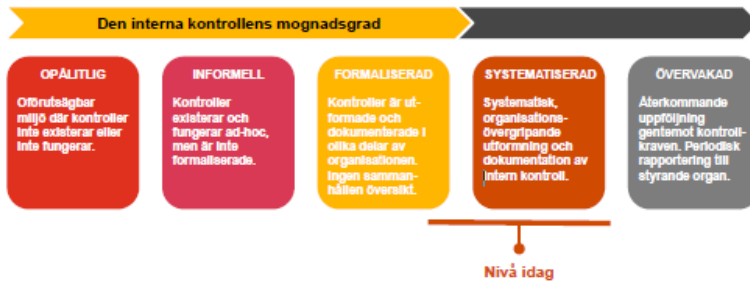 Den interna kontrollens mognadsgrad
OPÅLITLIG
Oförutsägbar
miljö där kontroller
inte existerar eller
inte fungerar.
INFORMELL
Kontroller
existerar och
fungerar ad-hoc,
men är inte
formaliserade.
FORMALISERAD
Kontroller är ut-
formade och
dokumenterade i
olika delar av
organisationen.
Ingen samman-
hållen översikt.
SYSTEMATISERAD
Systematisk,
organisations-
övergripande
utformning och
dokumentation av
intern kontroll.
ÖVERVAKAD
Återkommande
uppföljning
gentemot kontroll-
kraven. Periodisk
rapportering till
styrande organ.
Nivå idag